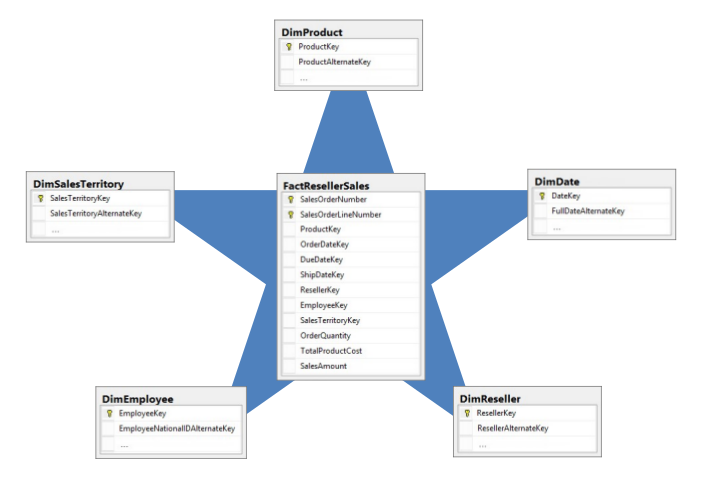 DimProduct
ProductKey
ProductAlternateKey
...
DimSalesTerritory
SalesTerritoryKey
SalesTerritoryAlternateKey
...
FactResellerSales
SalesOrderNumber
SalesOrderLineNumber
ProductKey
OrderDateKey
DueDateKey
ShipDateKey
ResellerKey
EmployeeKey
SalesTerritoryKey
OrderQuantity
TotalProductCost
SalesAmount
DimDate
DateKey
FullDateAlternateKey
...
DimEmployee
EmployeeKey
EmployeeNationalIDAlternateKey
...
DimReseller
ResellerKey
ResellerAlternateKey
...